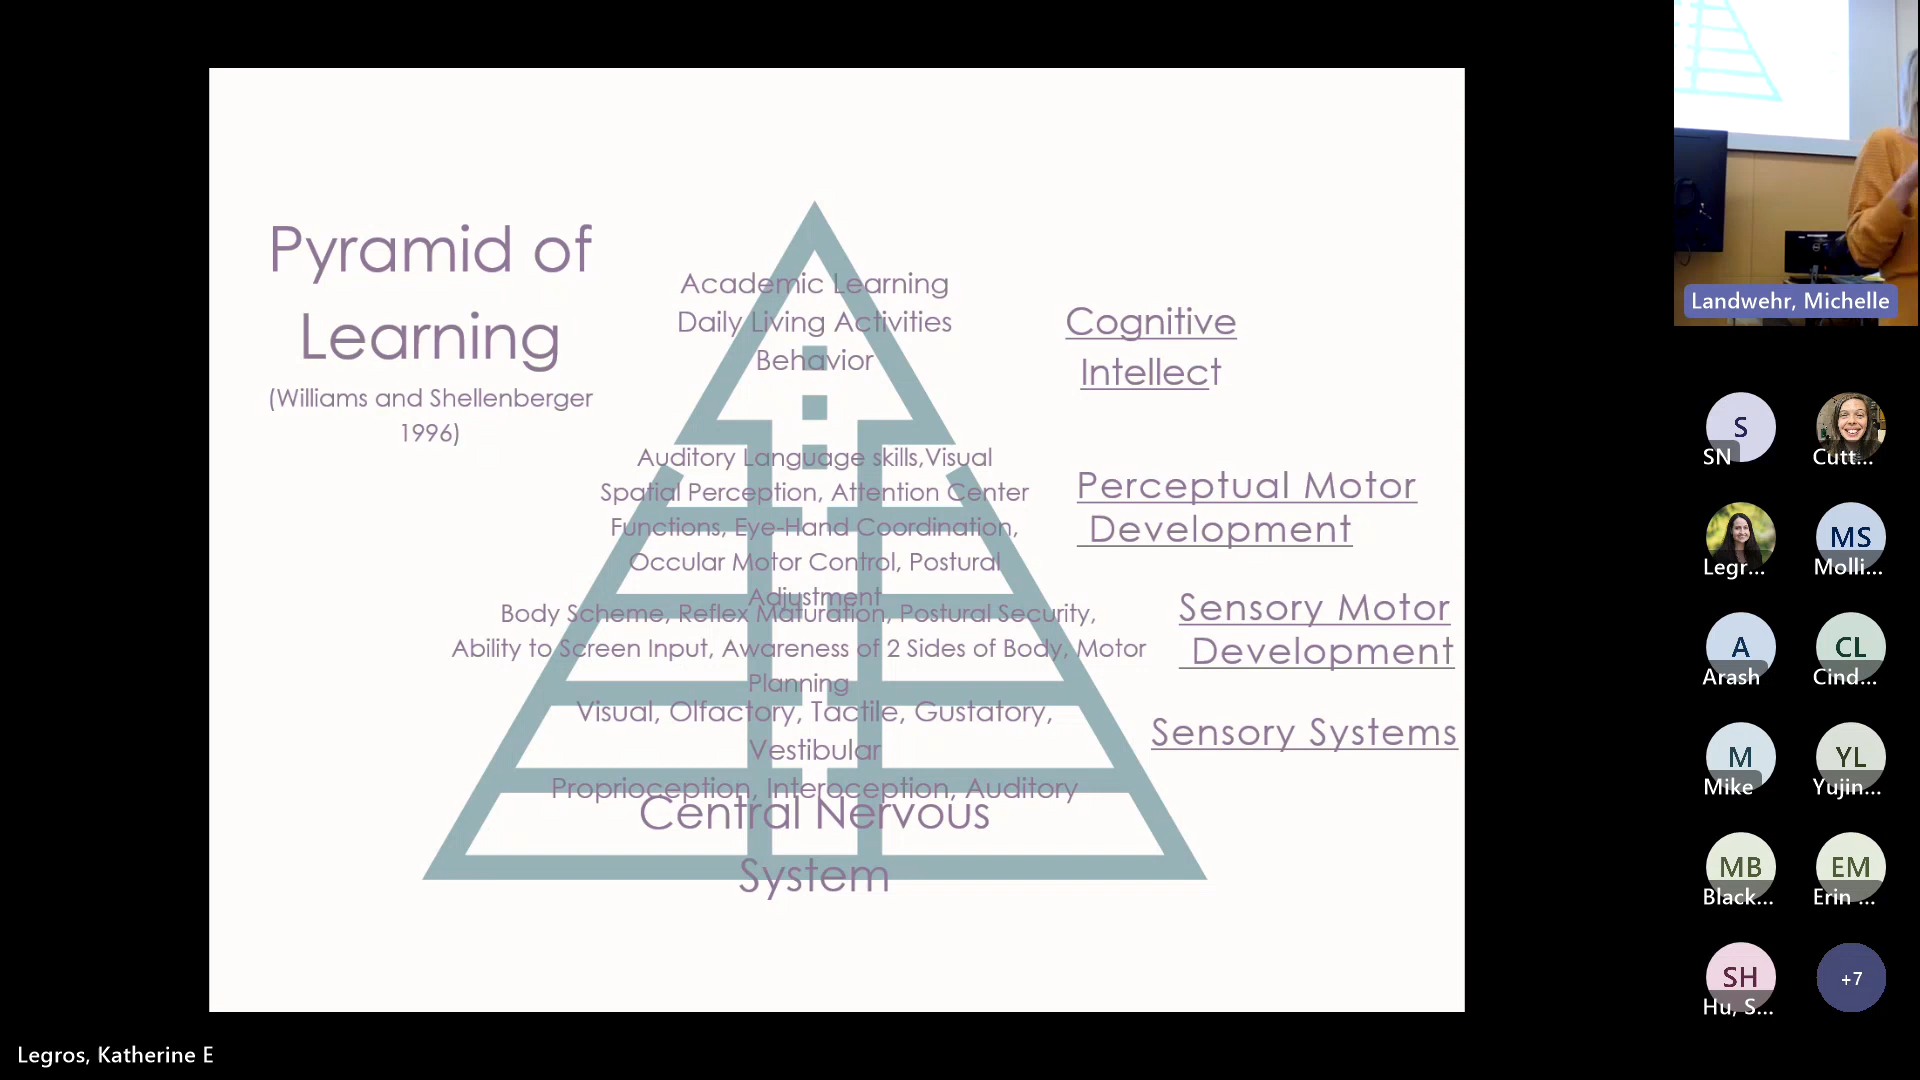 Pyramid of
Learning
(Williams and Shellenberger
1996)
Academic Learning
Daily Living Activities
Behavior
Cognitive
Intellect
Auditory Language skills,Visual
Spatial Perception, Attention Center
Functions, Eye-Hand Coordination,
Occular Motor Control, Postural
Adjustment
Perceptual Motor
Development
Body Scheme, Reflex Maturation, Postural Security,
Ability to Screen Input, Awareness of 2 Sides of Body, Motor
Planning
Sensory Motor
Development
Visual, Olfactory, Tactile, Gustatory,
Vestibular
Proprioception, Interoception, Auditory
Sensory Systems
Central Nervous
System
Landwehr, Michelle
S
SN
Cutt...
Legr...
MS
Molli...
A
Arash
CL
Cind...
M
Mike
YL
Yujin...
MB
Black...
EM
Erin ...
SH
Hu, S...
+7
Legros, Katherine E